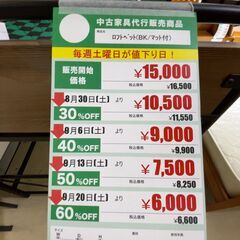 中古家具代行販売商品
商品名
ロフトベット(BK/マット付)
毎週土曜日が値下り日！
販売開始
価格
¥15,000
税込価格 ¥16,500
8月30日(土) より
30%OFF
¥10,500
税込価格 ¥11,550
9月6日(土) より
40%OFF
¥9,000
税込価格 ¥9,900
9月13日(土) より
50%OFF
¥7,500
税込価格 ¥8,250
9月20日(土) より
60%OFF
¥6,000
税込価格 ¥6,600